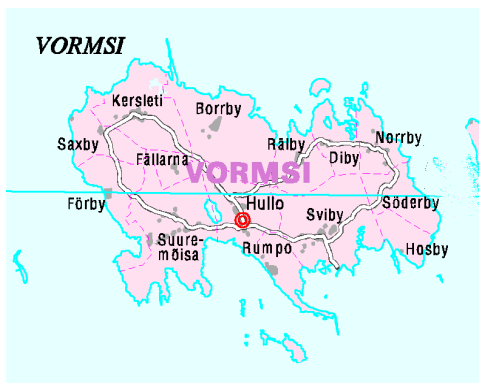 VORMSI
Kersleti
Borrby
Saxby
Rälby
Norrby
Diby
Fällarna
VORMSI
Förby
Hullo
Söderby
Sviby
Suure-
mõisa
Rumpo
Hosby